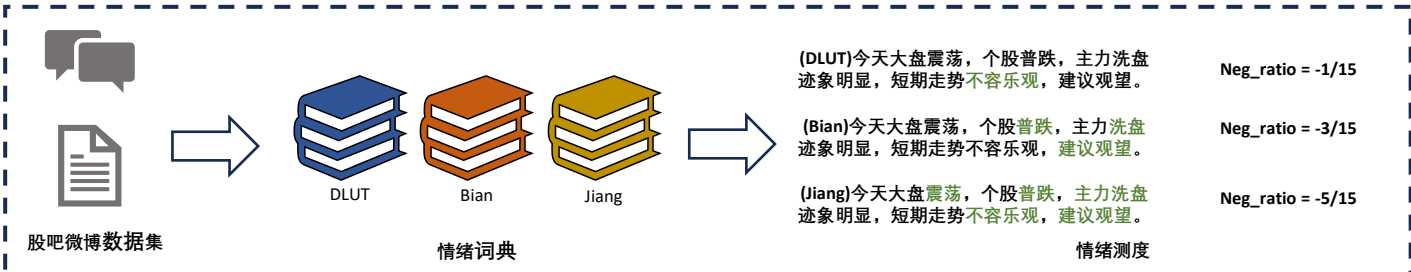 (DLUT)今天大盘震荡，个股普跌，主力洗盘
迹象明显，短期走势不容乐观，建议观望。
Neg_ratio = -1/15
(Bian)今天大盘震荡，个股普跌，主力洗盘
迹象明显，短期走势不容乐观，建议观望。
Neg_ratio = -3/15
(Jiang)今天大盘震荡，个股普跌，主力洗盘
迹象明显，短期走势不容乐观，建议观望。
Neg_ratio = -5/15
DLUT
Bian
Jiang
股吧微博数据集
情绪词典
情绪测度